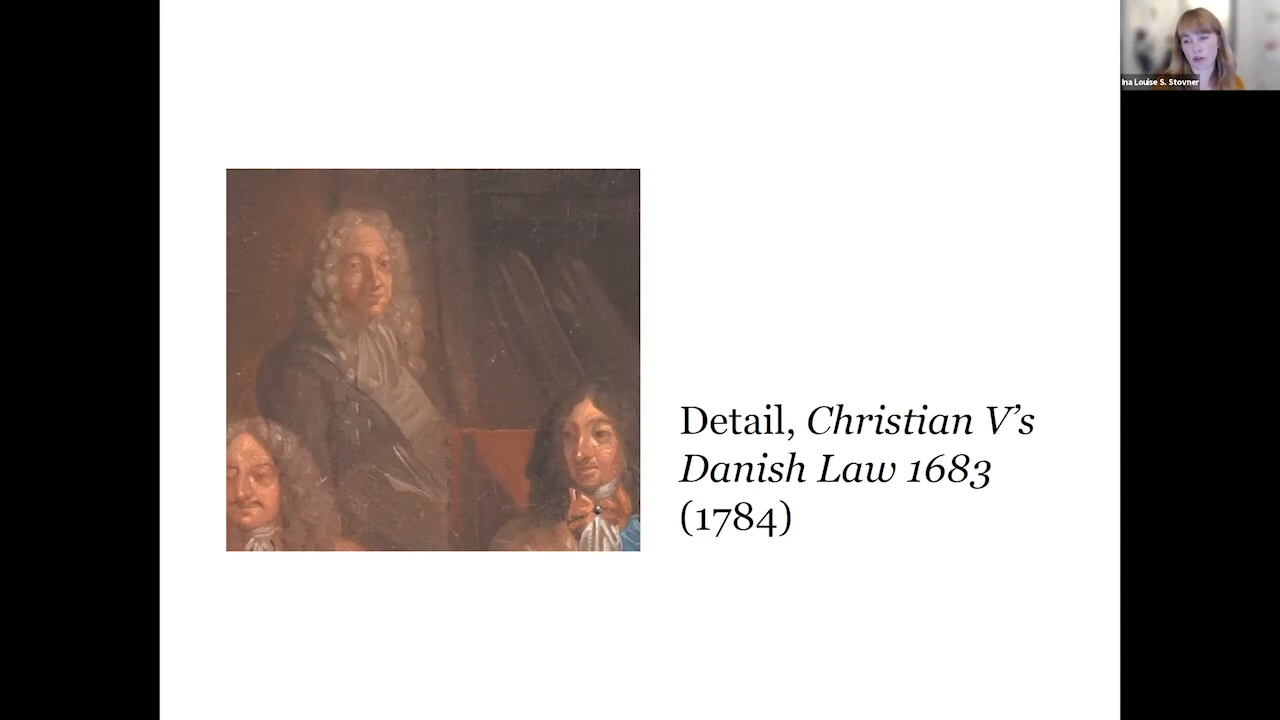 Ina Louise S. Stovner
Detail, Christian V’s
Danish Law 1683
(1784)